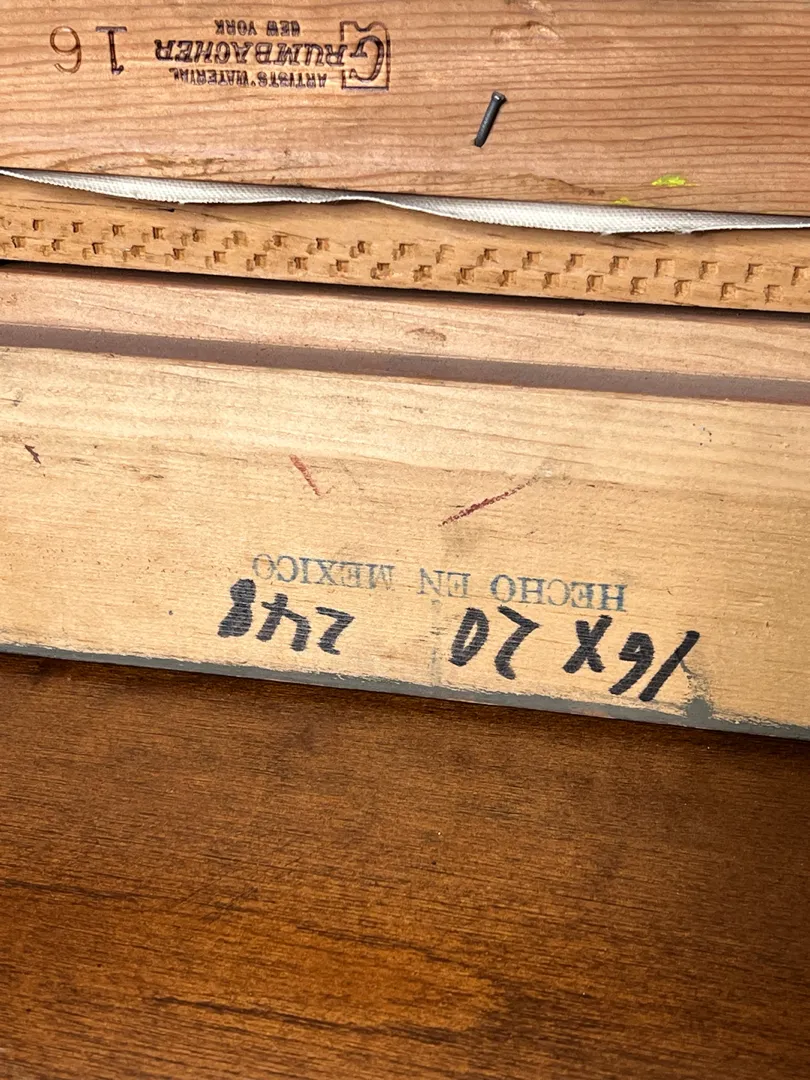 16X20 248
HECHO EN MEXICO
ARTISTS' MATERIAL
GRUMBACHER 16
NEW YORK